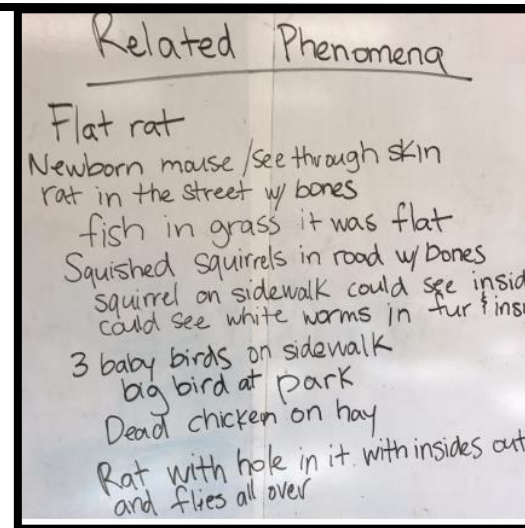 Related Phenomena
Flat rat
Newborn mouse/see through skin
rat in the street w/ bones
fish in grass it was flat
Squished squirrels in road w/ bones
squirrel on sidewalk could see insid
could see white worms in fur & insi
3 baby birds on sidewalk
big bird at park
Dead chicken on hay
Rat with hole in it. with insides out
and flies all over